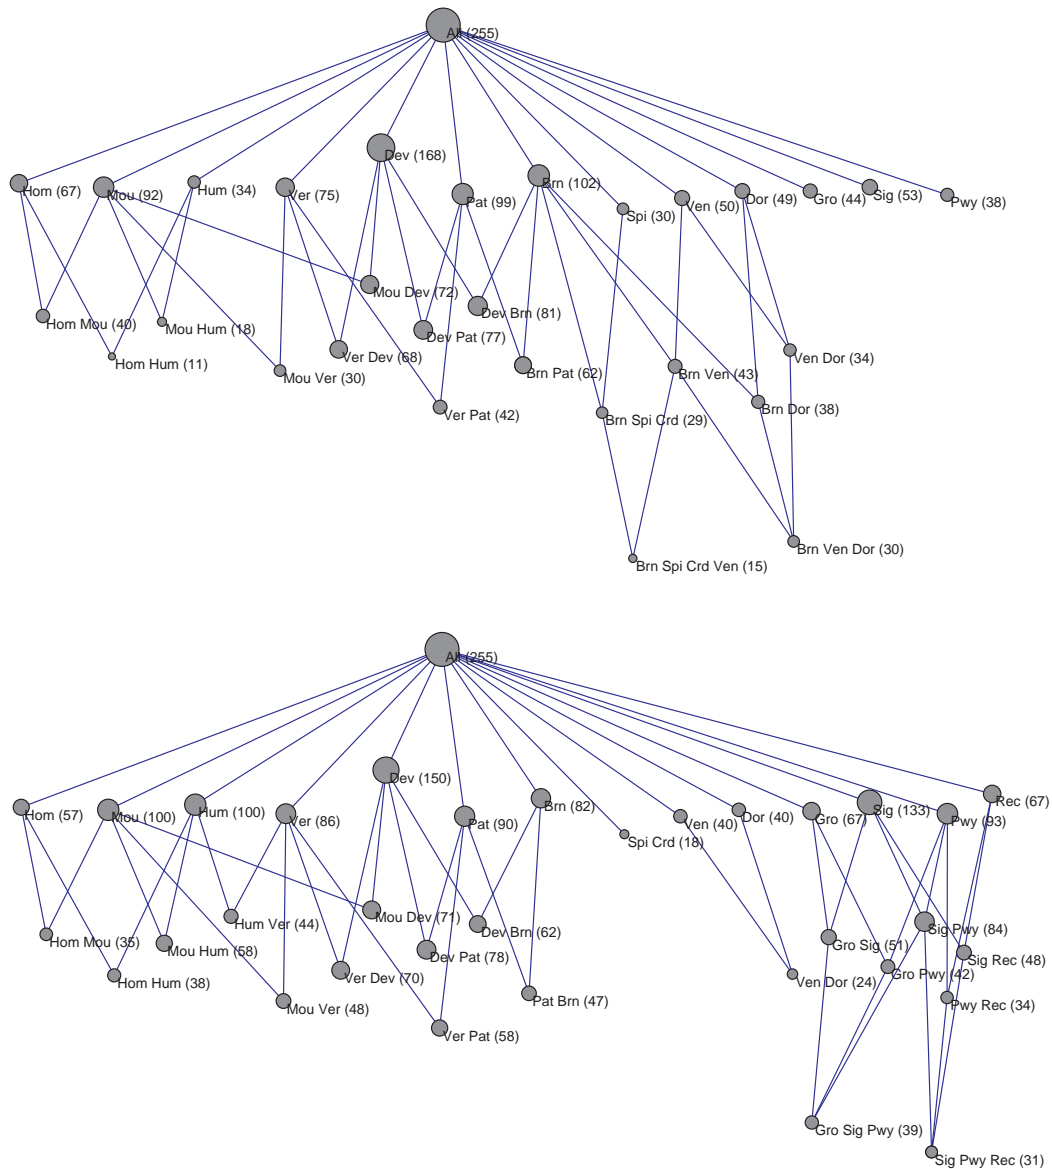 All (255)
Dev (168)
Hom (67)
Mou (92)
Hum (34)
Ver (75)
Pat (99)
Brn (102)
Spi (30)
Ven (50)
Dor (49)
Gro (44)
Sig (53)
Pwy (38)
Mou Dev (72)
Dev Brn (81)
Hom Mou (40)
Mou Hum (18)
Dev Pat (77)
Hom Hum (11)
Ver Dev (68)
Ven Dor (34)
Mou Ver (30)
Brn Pat (62)
Brn Ven (43)
Ver Pat (42)
Brn Spi Crd (29)
Brn Dor (38)
Brn Ven Dor (30)
Brn Spi Crd Ven (15)
All (255)
Dev (150)
Hom (57)
Mou (100)
Hum (100)
Ver (86)
Pat (90)
Brn (82)
Spi Crd (18)
Ven (40)
Dor (40)
Gro (67)
Sig (133)
Pwy (93)
Rec (67)
Hum Ver (44)
Mou Dev (71)
Dev Brn (62)
Sig Pwy (84)
Hom Mou (35)
Mou Hum (58)
Dev Pat (78)
Gro Sig (51)
Sig Rec (48)
Hom Hum (38)
Ver Dev (70)
Ven Dor (24)
Gro Pwy (42)
Mou Ver (48)
Pat Brn (47)
Pwy Rec (34)
Ver Pat (58)
Gro Sig Pwy (39)
Sig Pwy Rec (31)